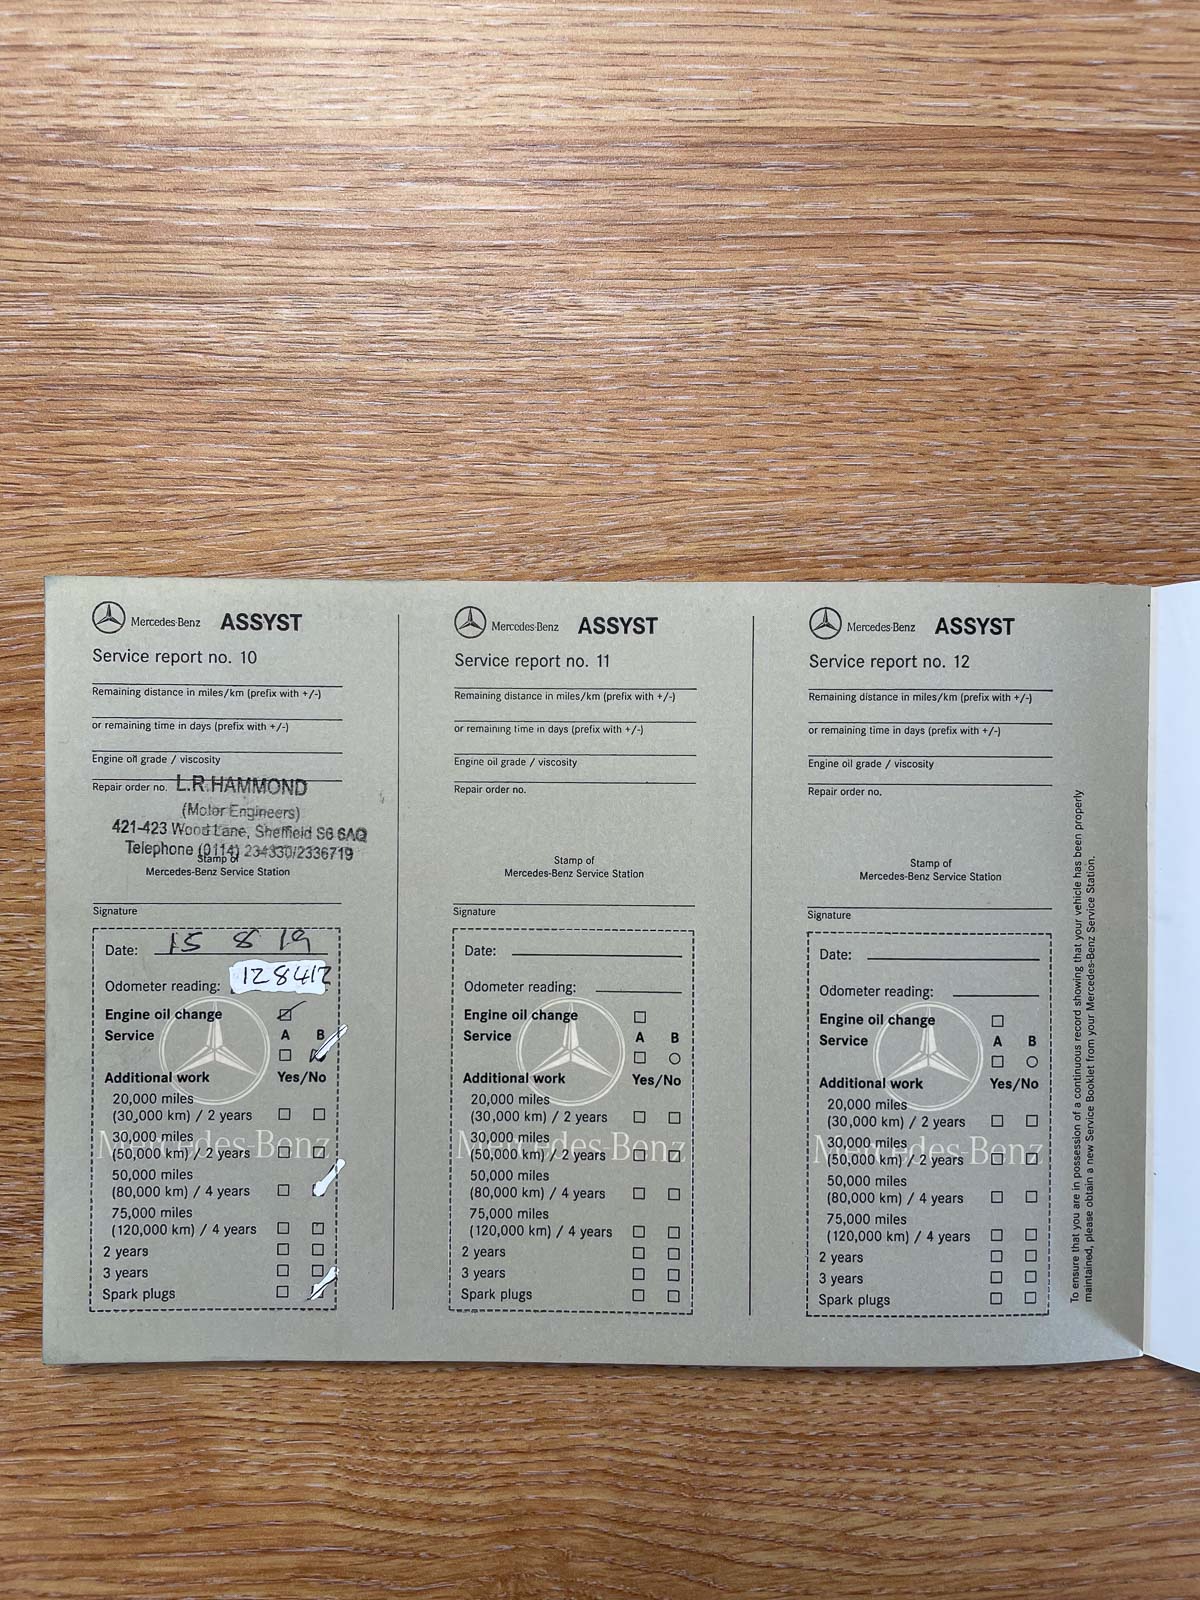 Mercedes-Benz ASSYST
Service report no. 10
Remaining distance in miles/km (prefix with +/-)
or remaining time in days (prefix with +/-)
Engine oil grade / viscosity
Repair order no.
L.R.HAMMOND
(Motor Engineers)
421-423 Wood Lane, Sheffield S6 6AQ
Telephone (0114) 234330/2336719
Stamp of
Mercedes-Benz Service Station
Signature
Date: 15 8 19
Odometer reading: 128412
Engine oil change
Service A B
Additional work Yes/No
20,000 miles
(30,000 km) / 2 years
Mercedes-Benz
30,000 miles
(50,000 km) / 2 years
50,000 miles
(80,000 km) / 4 years
75,000 miles
(120,000 km) / 4 years
2 years
3 years
Spark plugs
Mercedes-Benz ASSYST
Service report no. 11
Remaining distance in miles/km (prefix with +/-)
or remaining time in days (prefix with +/-)
Engine oil grade / viscosity
Repair order no.
Stamp of
Mercedes-Benz Service Station
Signature
Date:
Odometer reading:
Engine oil change
Service A B
Additional work Yes/No
20,000 miles
(30,000 km) / 2 years
Mercedes-Benz
30,000 miles
(50,000 km) / 2 years
50,000 miles
(80,000 km) / 4 years
75,000 miles
(120,000 km) / 4 years
2 years
3 years
Spark plugs
Mercedes-Benz ASSYST
Service report no. 12
Remaining distance in miles/km (prefix with +/-)
or remaining time in days (prefix with +/-)
Engine oil grade / viscosity
Repair order no.
Stamp of
Mercedes-Benz Service Station
Signature
Date:
Odometer reading:
Engine oil change
Service A B
Additional work Yes/No
20,000 miles
(30,000 km) / 2 years
Mercedes-Benz
30,000 miles
(50,000 km) / 2 years
50,000 miles
(80,000 km) / 4 years
75,000 miles
(120,000 km) / 4 years
2 years
3 years
Spark plugs
To ensure that you are in possession of a continuous record showing that your vehicle has been properly
maintained, please obtain a new Service Booklet from your Mercedes-Benz Service Station.